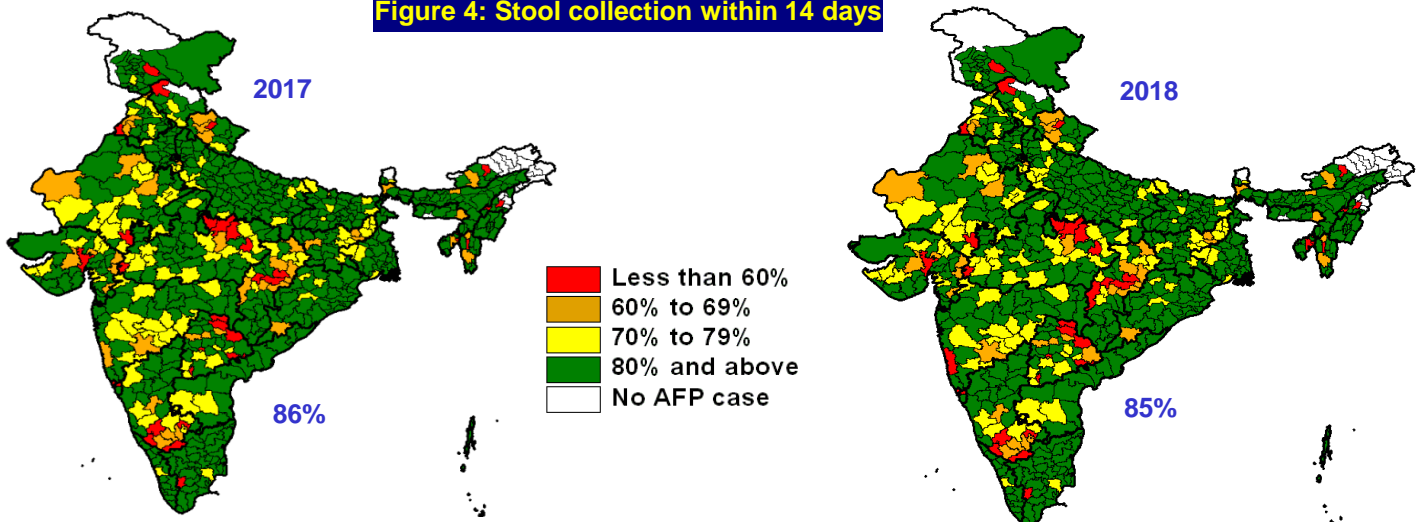 Figure 4: Stool collection within 14 days
2017
2018
Less than 60%
60% to 69%
70% to 79%
80% and above
No AFP case
86%
85%